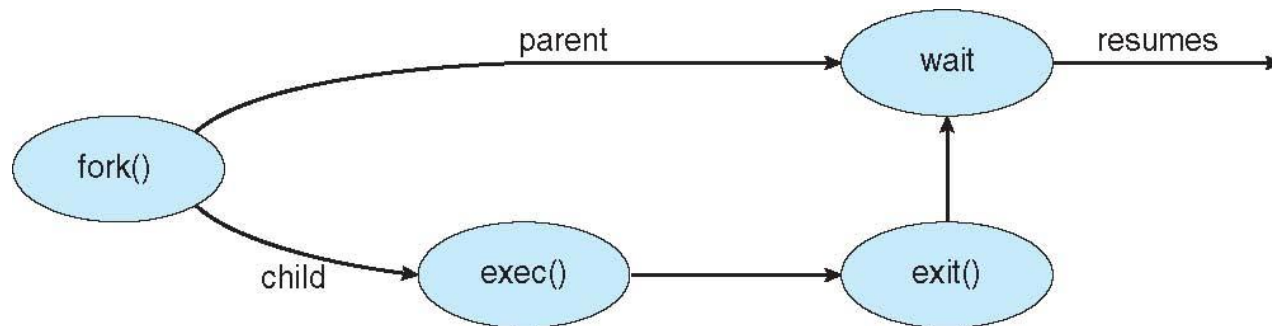 parent
wait
resumes
fork()
child
exec()
exit()